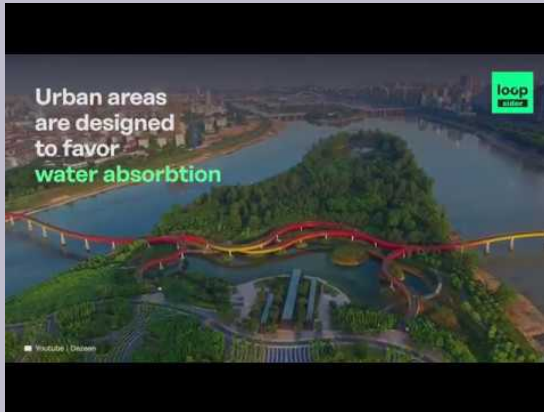 Urban areas
are designed
to favor
water absorbtion
loop
sider
Youtube | Dezeen